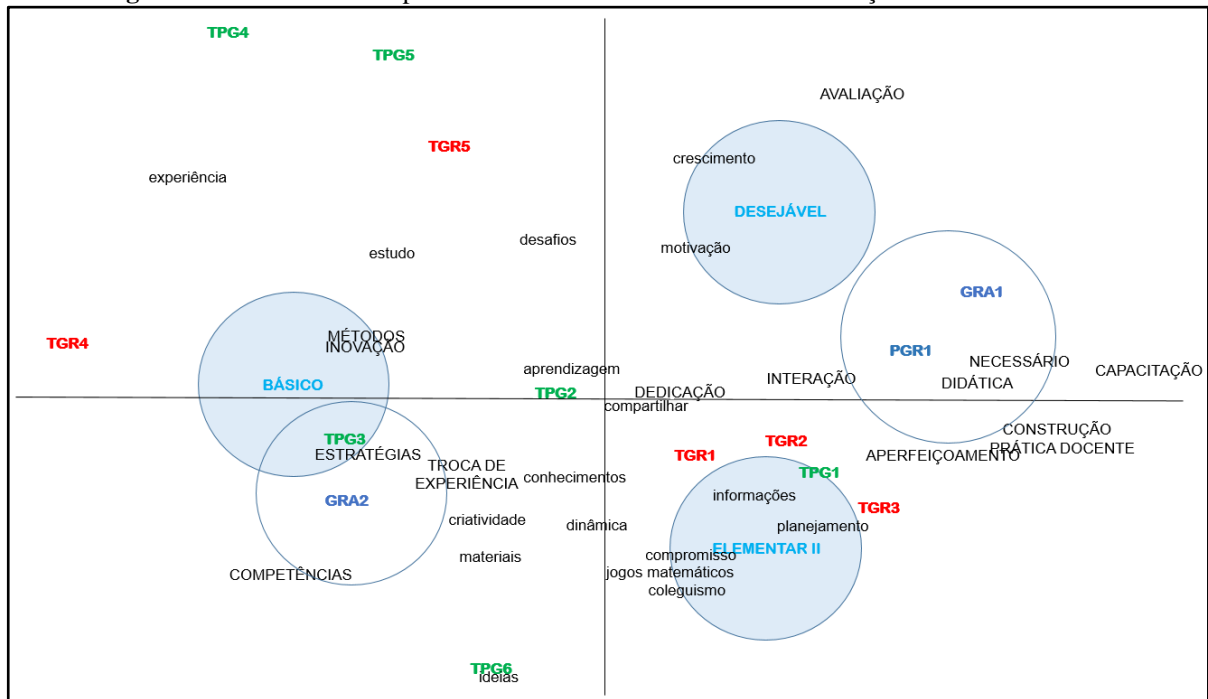 TPG4
TPG5
AVALIAÇÃO
TGR5
crescimento
experiência
DESEJÁVEL
desafios
motivação
estudo
GRA1
MÉTODOS
TGR4
INOVAÇÃO
PGR1
NECESSÁRIO
aprendizagem
CAPACITAÇÃO
INTERAÇÃO
DIDÁTICA
BÁSICO
TPG2
DEDICAÇÃO
compartilhar
CONSTRUÇÃO
TPG3
TGR2
PRÁTICA DOCENTE
ESTRATÉGIAS
TGR1
APERFEIÇOAMENTO
TROCA DE
EXPERIÊNCIA
TPG1
conhecimentos
informações
GRA2
TGR3
criatividade
dinâmica
planejamento
ELEMENTAR II
materiais
compromisso
COMPETÊNCIAS
jogos matemáticos
coleguismo
TPG6
ideias